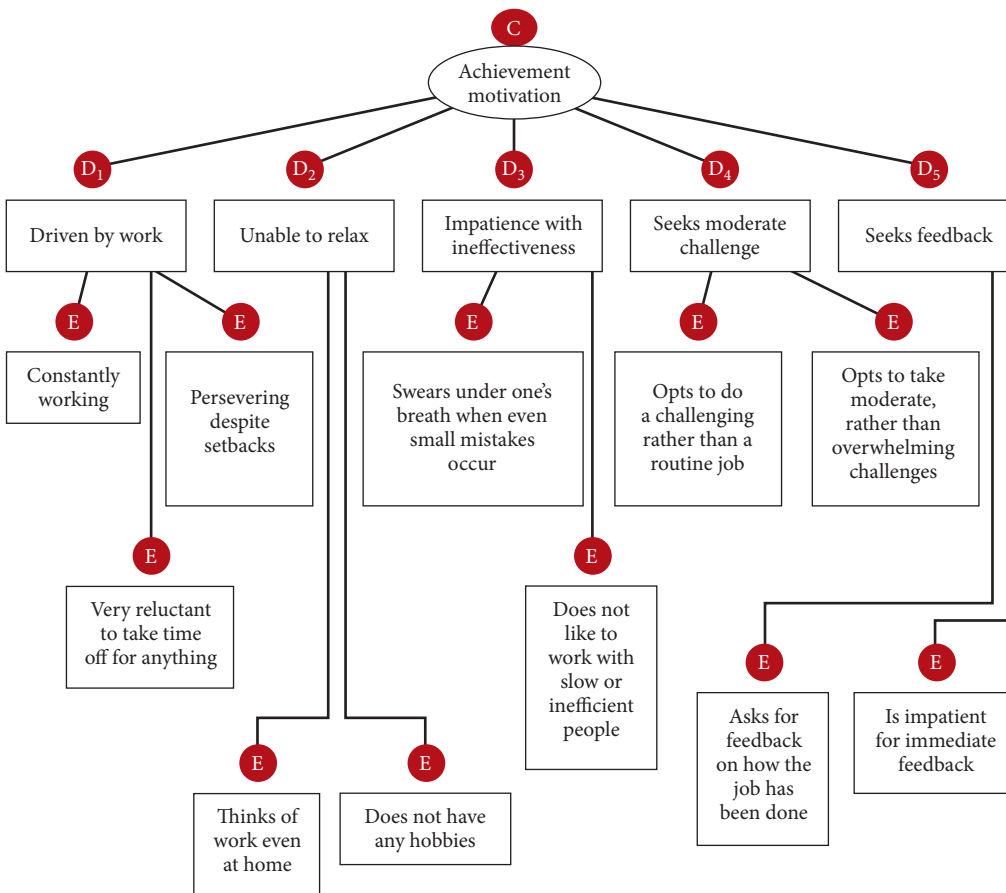 C
Achievement
motivation
D1
D2
D3
D4
D5
Driven by work
Unable to relax
Impatience with
ineffectiveness
Seeks moderate
challenge
Seeks feedback
E
E
E
E
E
Constantly
working
Persevering
despite
setbacks
Swears under one’s
breath when even
small mistakes
occur
Opts to do
a challenging
rather than a
routine job
Opts to take
moderate,
rather than
overwhelming
challenges
E
E
Very reluctant
to take time
off for anything
Does not
like to
work with
slow or
inefficient
people
E
E
Asks for
feedback
on how the
job has
been done
Is impatient
for immediate
feedback
E
E
Thinks of
work even
at home
Does not have
any hobbies